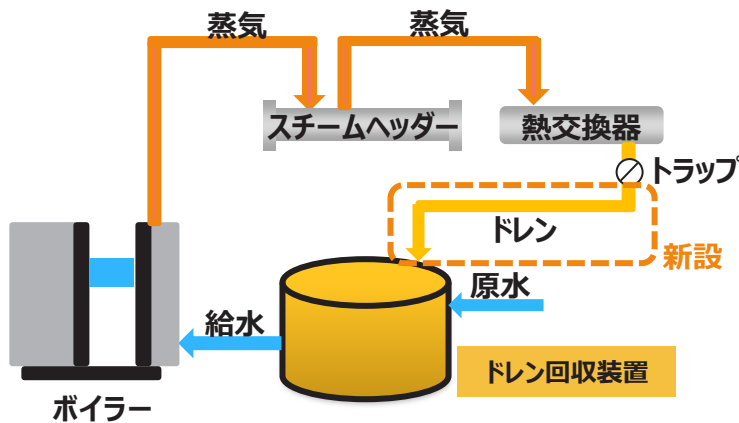 蒸気
蒸気
スチームヘッダー
熱交換器
トラップ
ドレン
新設
原水
給水
ドレン回収装置
ボイラー